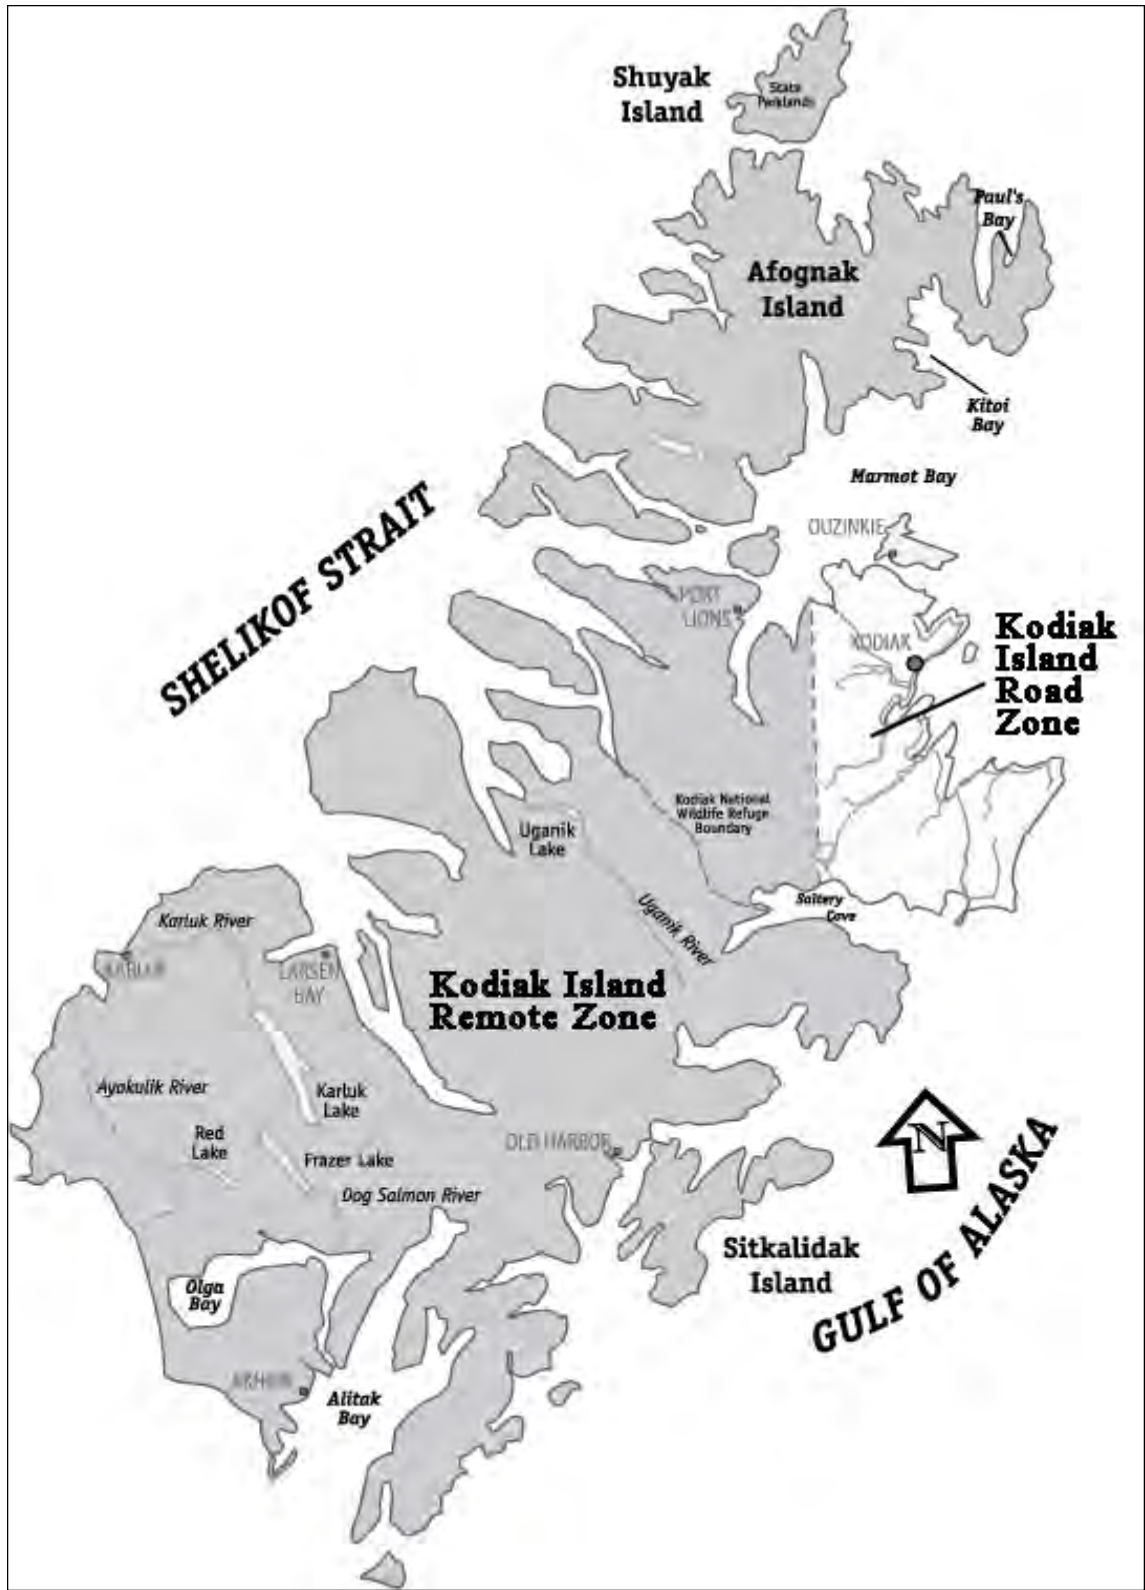 Shuyak
Island
State
Parklands
Paul's
Bay
Afognak
Island
Kitoi
Bay
Marmot Bay
OUZINKIE
SHELIKOF STRAIT
PORT
LIONS
KODIAK
Kodiak
Island
Road
Zone
Kodiak National
Wildlife Refuge
Boundary
Uganik
Lake
Saltery
Cove
Uganik River
Karluk River
KARLUK
LARSEN
BAY
Kodiak Island
Remote Zone
Ayakulik River
Karluk
Lake
Red
Lake
Frazer Lake
OLD HARBOR
Dog Salmon River
N
Sitkalidak
Island
GULF OF ALASKA
Olga
Bay
Alitak
Bay